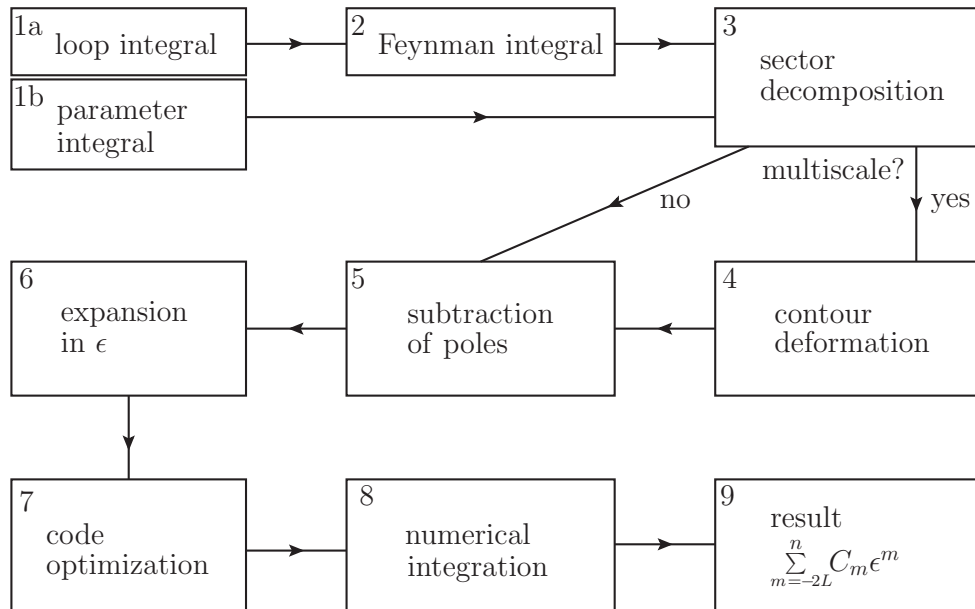 1a
loop integral
2
Feynman integral
3
sector
decomposition
1b
parameter
integral
multiscale?
no
yes
6
expansion
in ϵ
5
subtraction
of poles
4
contour
deformation
7
code
optimization
8
numerical
integration
9
result
n
∑ C_m ϵ^m
m=-2L